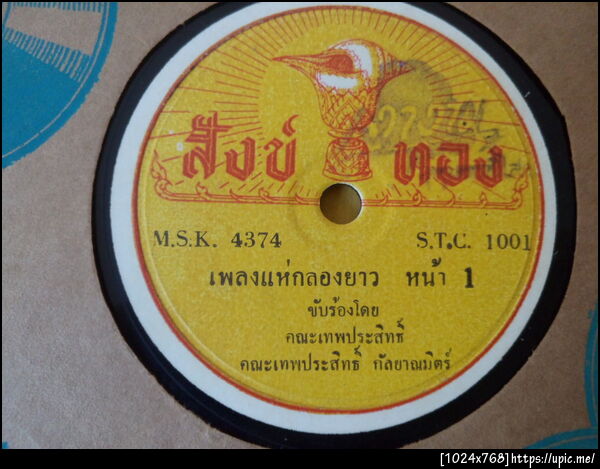 สังข์ ทอง
M.S.K. 4374 S.T.C. 1001
เพลงแห่กลองยาว หน้า 1
ขับร้องโดย
คณะเทพประสิทธิ์
คณะเทพประสิทธิ์ กัลยาณมิตร์
[1024x768]https://upic.me/